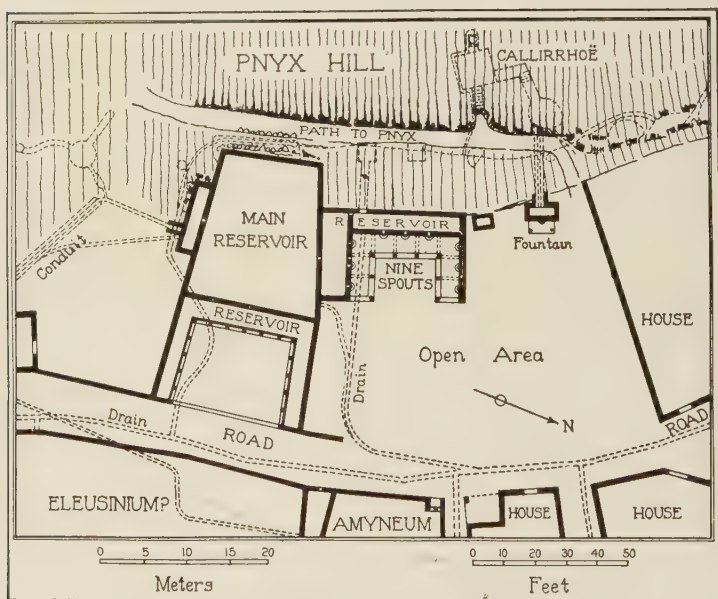 PNYX HILL
CALLIRRHOË
PATH TO PNYX
MAIN
RESERVOIR
RESERVOIR
NINE
SPOUTS
Fountain
Conduit
RESERVOIR
HOUSE
Open Area
Drain
N
Drain
ROAD
ROAD
ELEUSINIUM?
AMYNEUM
HOUSE
HOUSE
0 5 10 15 20
Meters
0 10 20 30 40 50
Feet